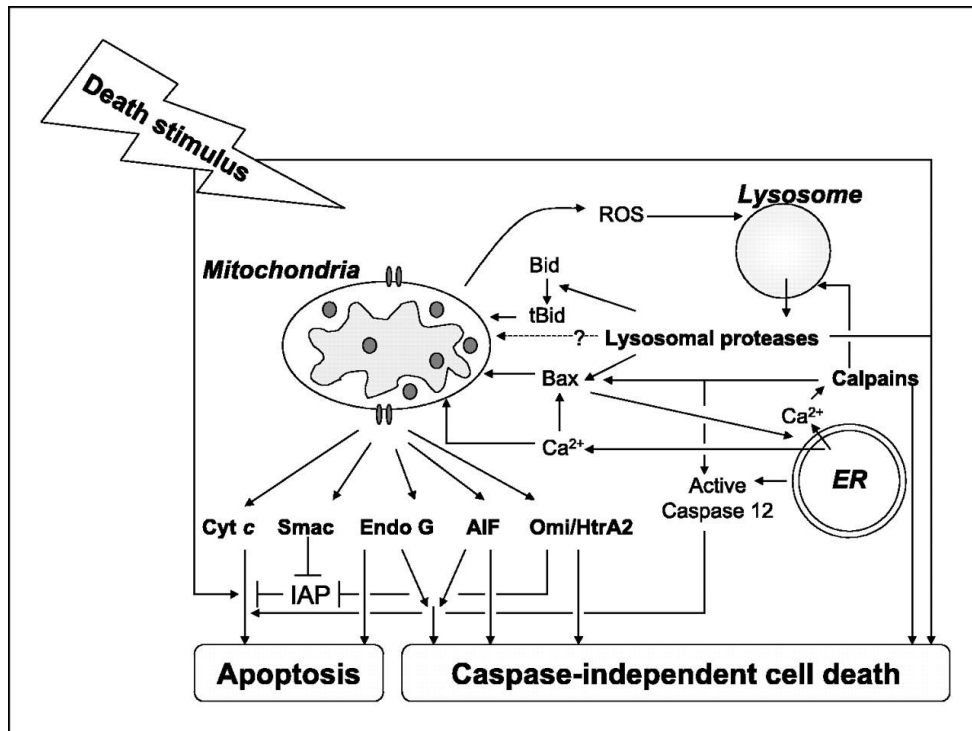 Death stimulus
Lysosome
ROS
Mitochondria
Bid
tBid
?
Lysosomal proteases
Bax
Calpains
Ca²⁺
Ca²⁺
ER
Active
Caspase 12
Cyt c
Smac
Endo G
AIF
Omi/HtrA2
IAP
Apoptosis
Caspase-independent cell death